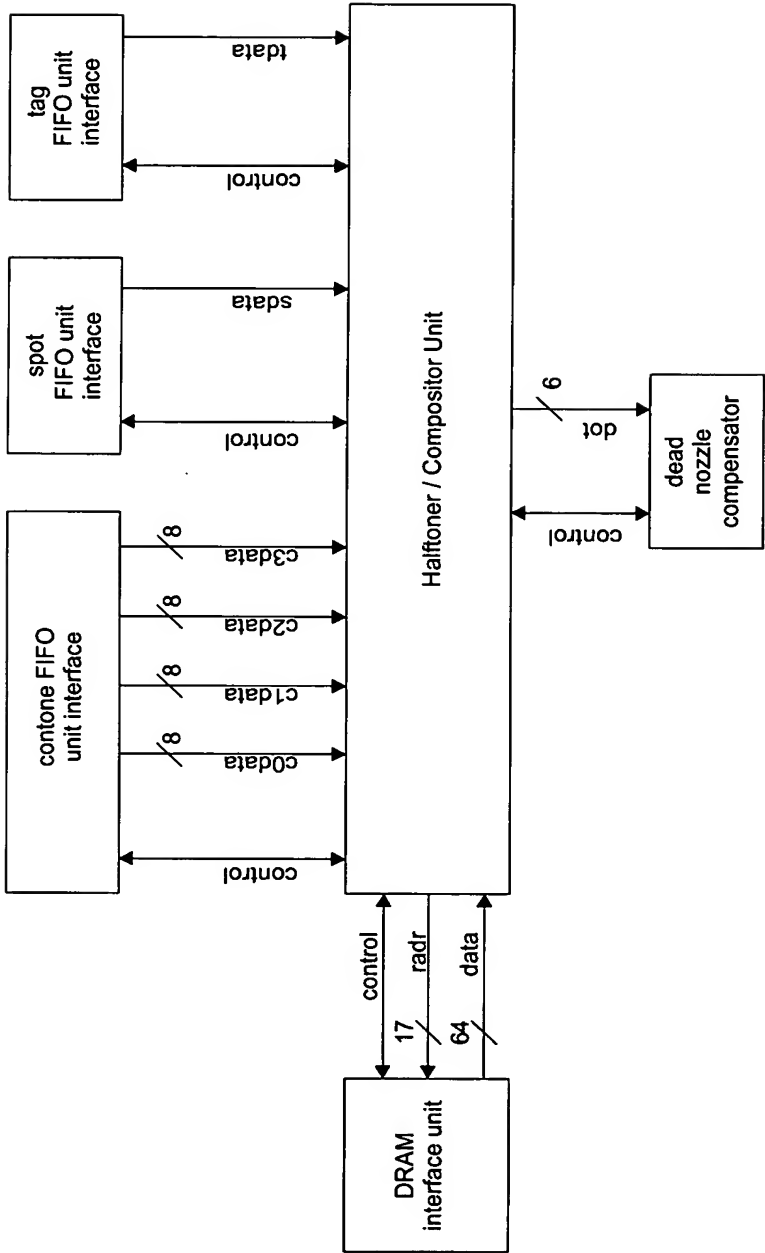 contone FIFO
unit interface
spot
FIFO unit
interface
tag
FIFO unit
interface
control
8
c0data
8
c1data
8
c2data
8
c3data
control
sdata
control
tdata
Halftoner / Compositor Unit
control
radr
17
data
64
DRAM
interface unit
control
6
dot
dead
nozzle
compensator